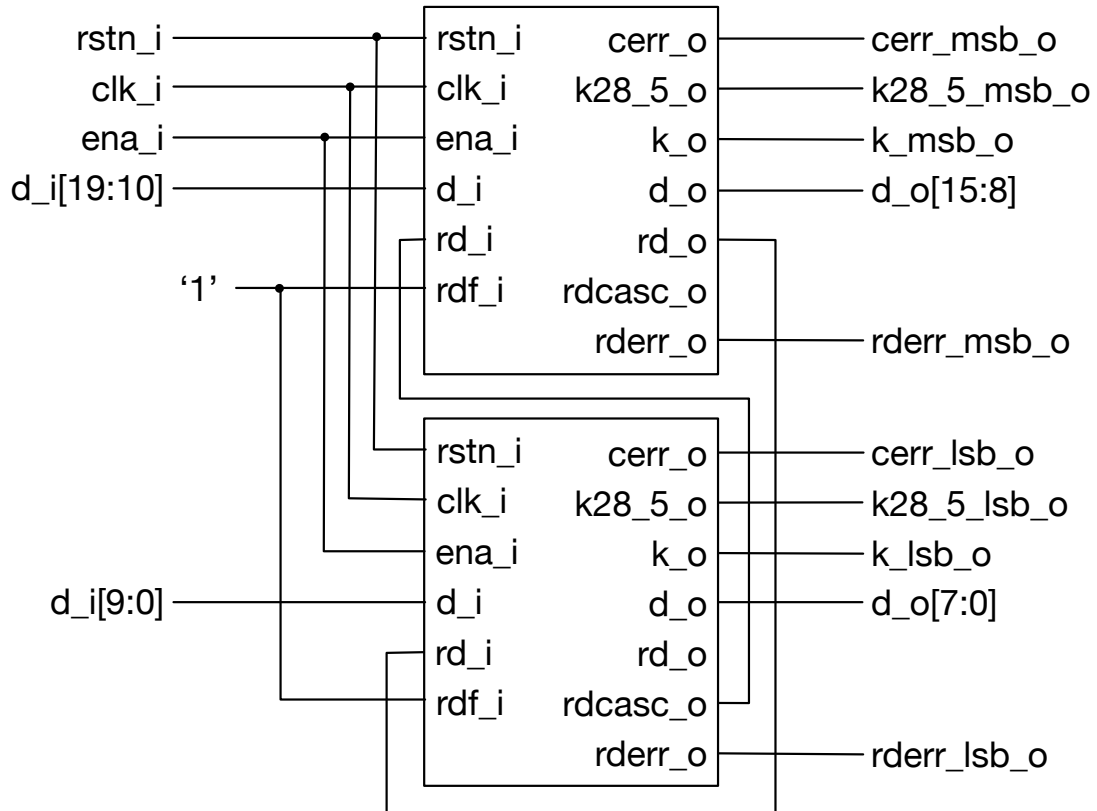 rstn_i rstn_i cerr_o cerr_msb_o
clk_i clk_i k28_5_o k28_5_msb_o
ena_i ena_i k_o k_msb_o
d_i[19:10] d_i d_o d_o[15:8]
rd_i rd_o
‘1’ rdf_i rdcasc_o
rderr_o rderr_msb_o
rstn_i cerr_o cerr_lsb_o
clk_i k28_5_o k28_5_lsb_o
ena_i k_o k_lsb_o
d_i[9:0] d_i d_o d_o[7:0]
rd_i rd_o
rdf_i rdcasc_o
rderr_o rderr_lsb_o